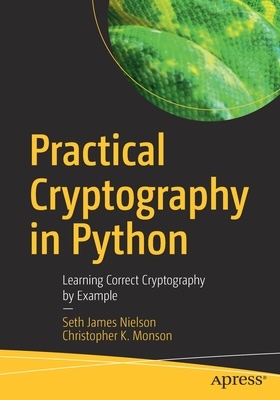 Practical
Cryptography
in Python
Learning Correct Cryptography
by Example
—
Seth James Nielson
Christopher K. Monson
Apress®